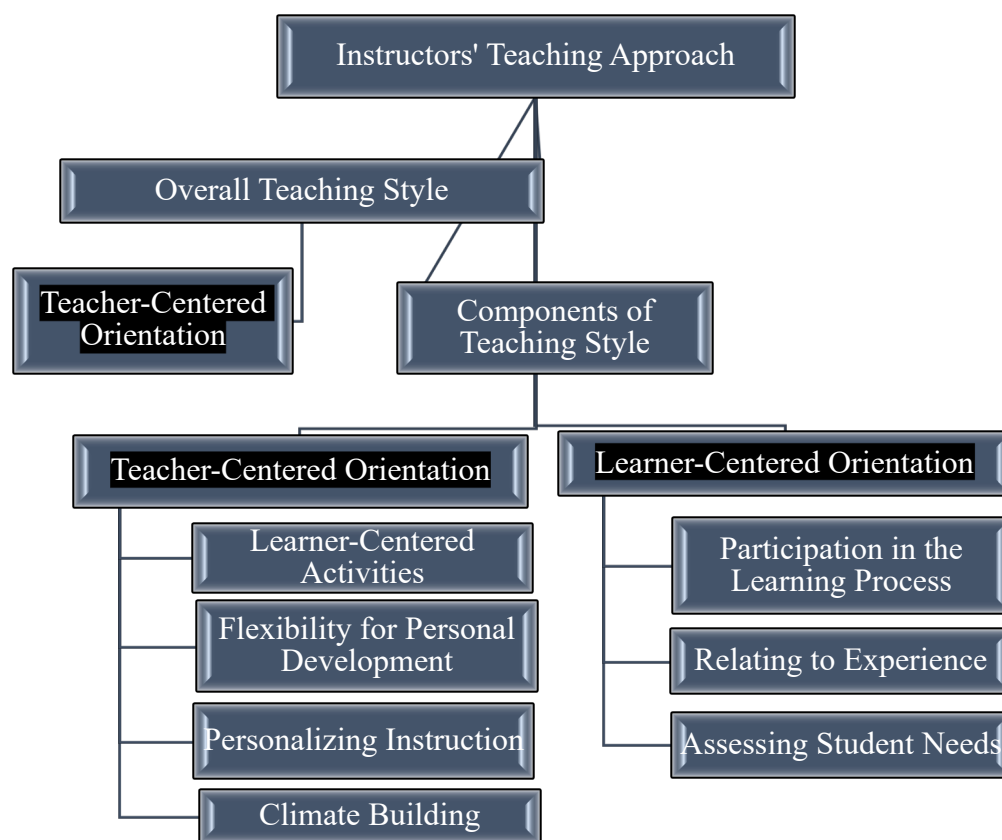 Instructors' Teaching Approach
Overall Teaching Style
Teacher-Centered
Orientation
Components of
Teaching Style
Teacher-Centered Orientation
Learner-Centered
Activities
Flexibility for Personal
Development
Personalizing Instruction
Climate Building
Learner-Centered Orientation
Participation in the
Learning Process
Relating to Experience
Assessing Student Needs